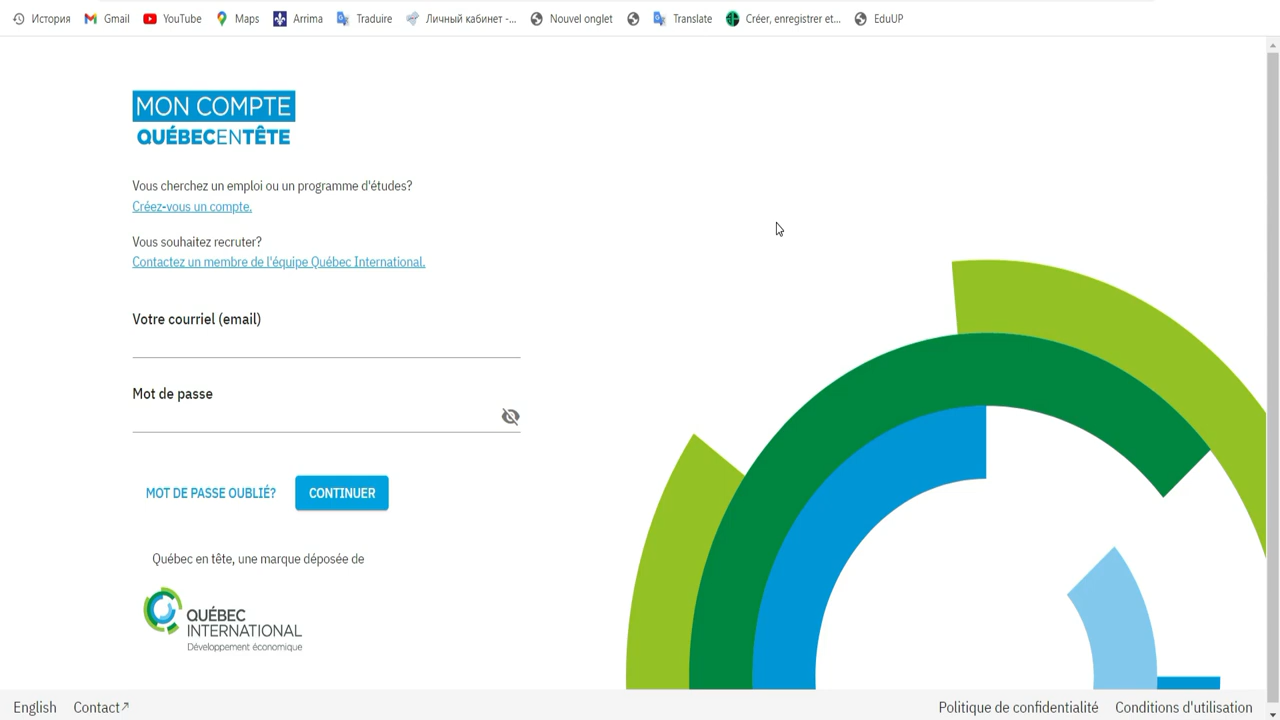 История Gmail YouTube Maps Arrima Traduire Личный кабинет -... Nouvel onglet Translate Créer, enregistrer et... EduUP
MON COMPTE
QUÉBECENTÊTE
Vous cherchez un emploi ou un programme d'études?
Créez-vous un compte.
Vous souhaitez recruter?
Contactez un membre de l'équipe Québec International.
Votre courriel (email)
Mot de passe
MOT DE PASSE OUBLIÉ? CONTINUER
Québec en tête, une marque déposée de
QUÉBEC
INTERNATIONAL
Développement économique
English Contact↗ Politique de confidentialité Conditions d'utilisation